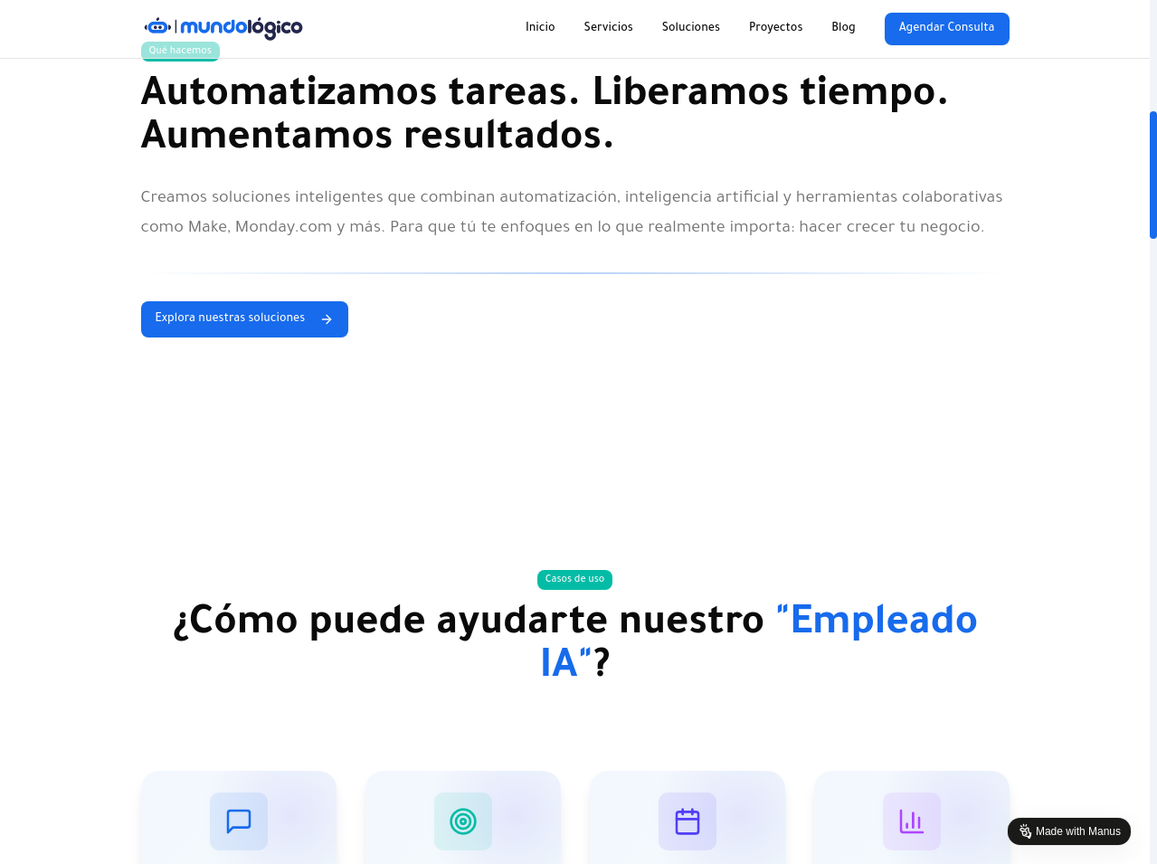 mundológico
Inicio
Servicios
Soluciones
Proyectos
Blog
Agendar Consulta
Qué hacemos
Automatizamos tareas. Liberamos tiempo.
Aumentamos resultados.
Creamos soluciones inteligentes que combinan automatización, inteligencia artificial y herramientas colaborativas
como Make, Monday.com y más. Para que tú te enfoques en lo que realmente importa: hacer crecer tu negocio.
Explora nuestras soluciones
Casos de uso
¿Cómo puede ayudarte nuestro "Empleado
IA"?
Made with Manus